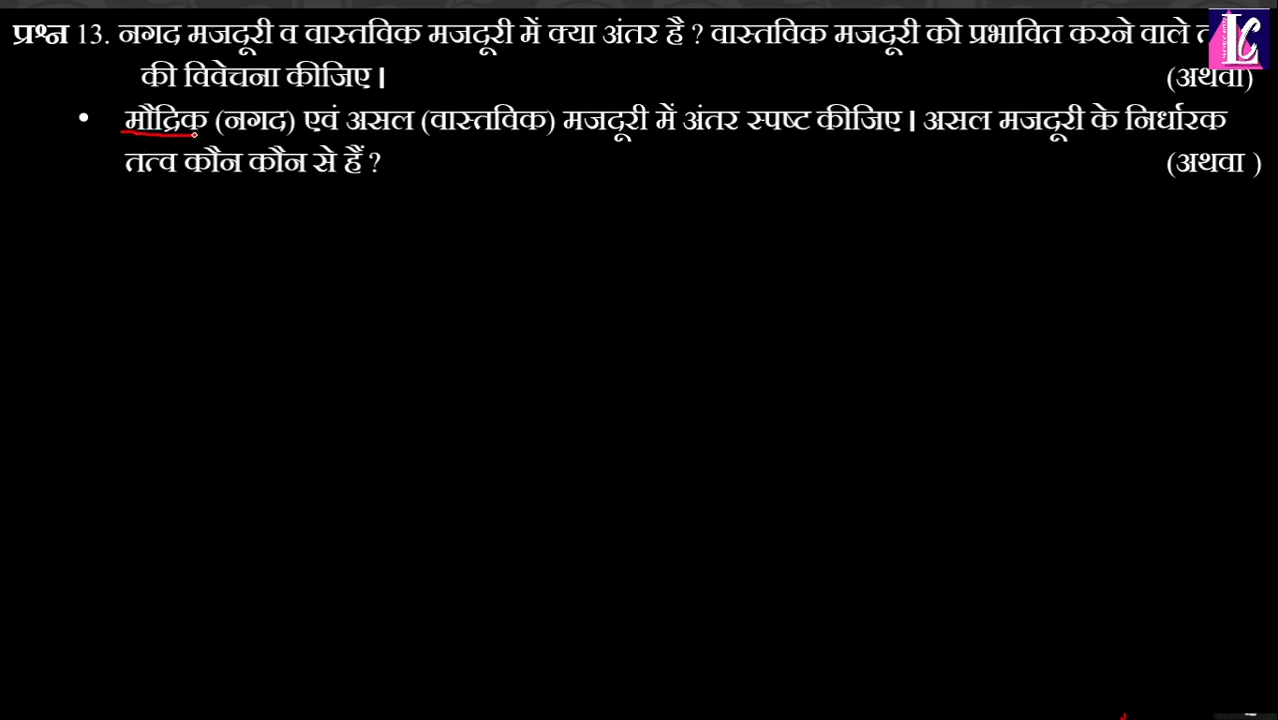 प्रश्न 13. नगद मजदूरी व वास्तविक मजदूरी में क्या अंतर है ? वास्तविक मजदूरी को प्रभावित करने वाले
की विवेचना कीजिए । (अथवा)
• मौद्रिक (नगद) एवं असल (वास्तविक) मजदूरी में अंतर स्पष्ट कीजिए । असल मजदूरी के निर्धारक
तत्व कौन कौन से हैं ? (अथवा )